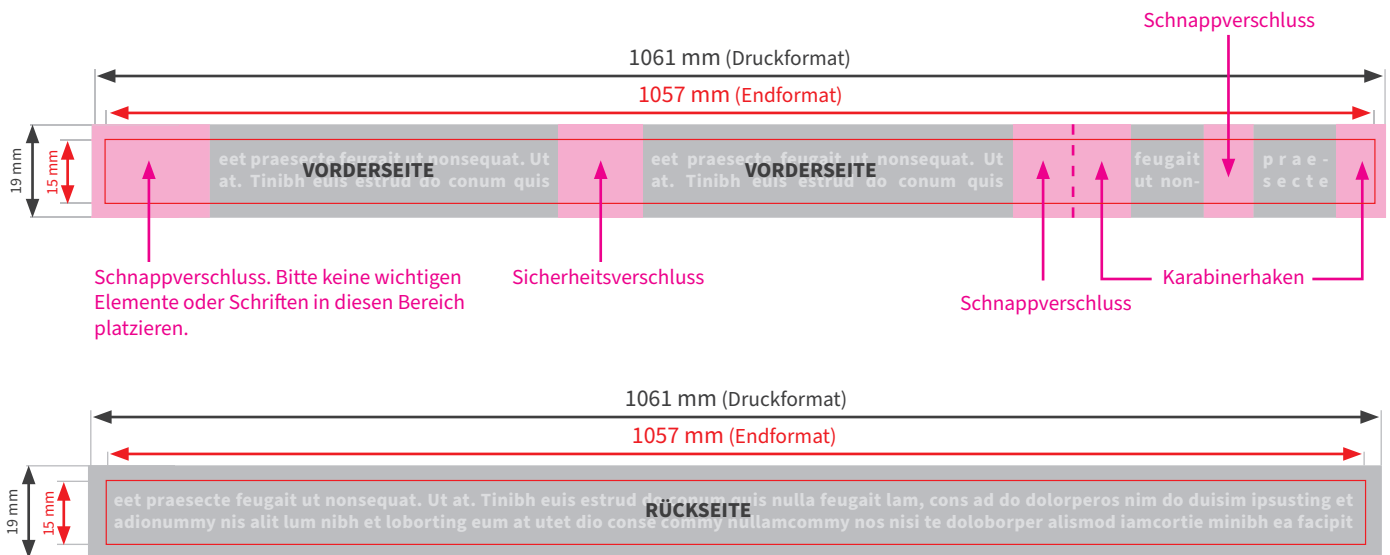 Schnappverschluss
1061 mm (Druckformat)
1057 mm (Endformat)
19 mm
15 mm
eet praesecte feugait ut nonsequat. Ut
at. Tinibh euis estrud do conum quis
VORDERSEITE
eet praesecte feugait ut nonsequat. Ut
at. Tinibh euis estrud do conum quis
VORDERSEITE
feugait
ut non-
prae-
secte
Schnappverschluss. Bitte keine wichtigen
Elemente oder Schriften in diesen Bereich
platzieren.
Sicherheitsverschluss
Schnappverschluss
Karabinerhaken
1061 mm (Druckformat)
1057 mm (Endformat)
19 mm
15 mm
eet praesecte feugait ut nonsequat. Ut at. Tinibh euis estrud do conum quis nulla feugait lam, cons ad do dolorperos nim do duisim ipsusting et
adionummy nis alit lum nibh et loborting eum at utet dio conse commy nullamcommy nos nisi te doloborper alismod iamcortie minibh ea facipit
RÜCKSEITE